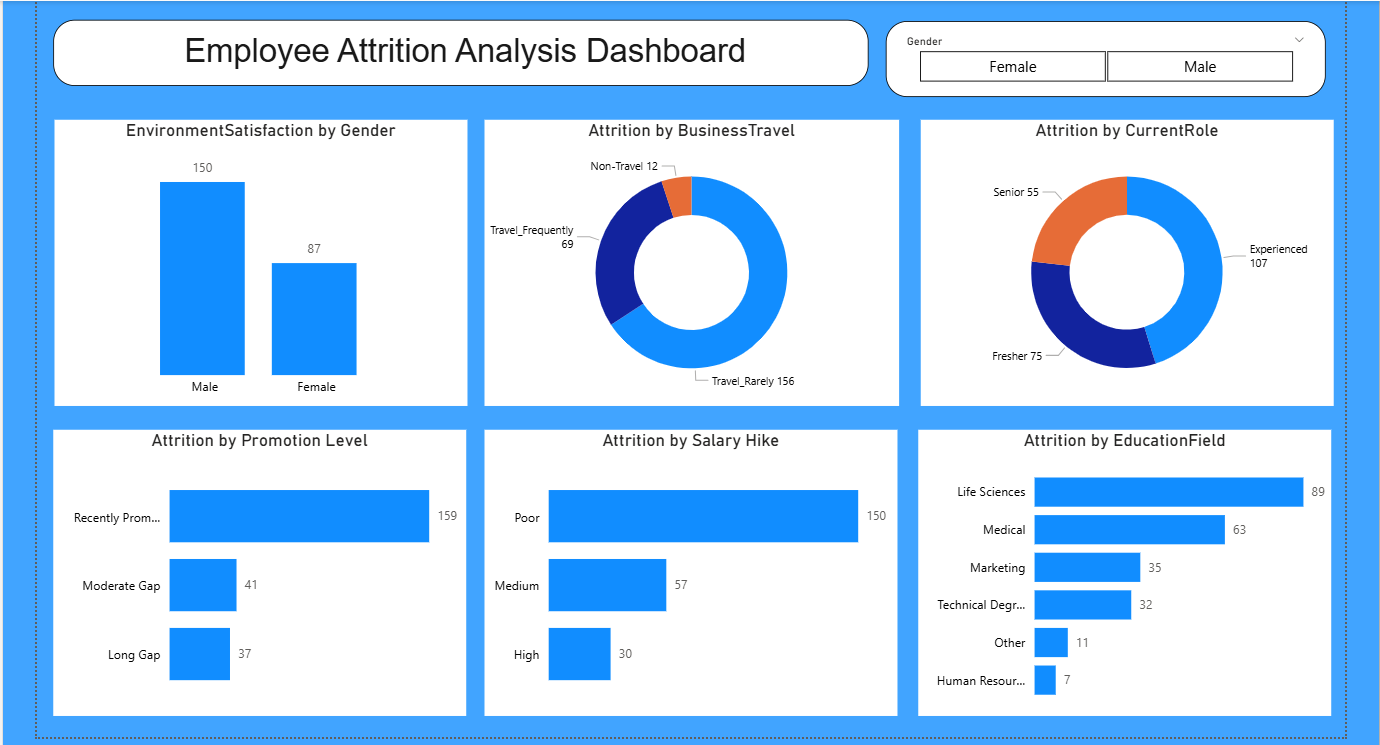 Employee Attrition Analysis Dashboard
Gender
Female
Male
EnvironmentSatisfaction by Gender
150
87
Male
Female
Attrition by BusinessTravel
Non-Travel 12
Travel_Frequently
69
Travel_Rarely 156
Attrition by CurrentRole
Senior 55
Experienced
107
Fresher 75
Attrition by Promotion Level
Recently Prom... 159
Moderate Gap 41
Long Gap 37
Attrition by Salary Hike
Poor 150
Medium 57
High 30
Attrition by EducationField
Life Sciences 89
Medical 63
Marketing 35
Technical Degr... 32
Other 11
Human Resour... 7